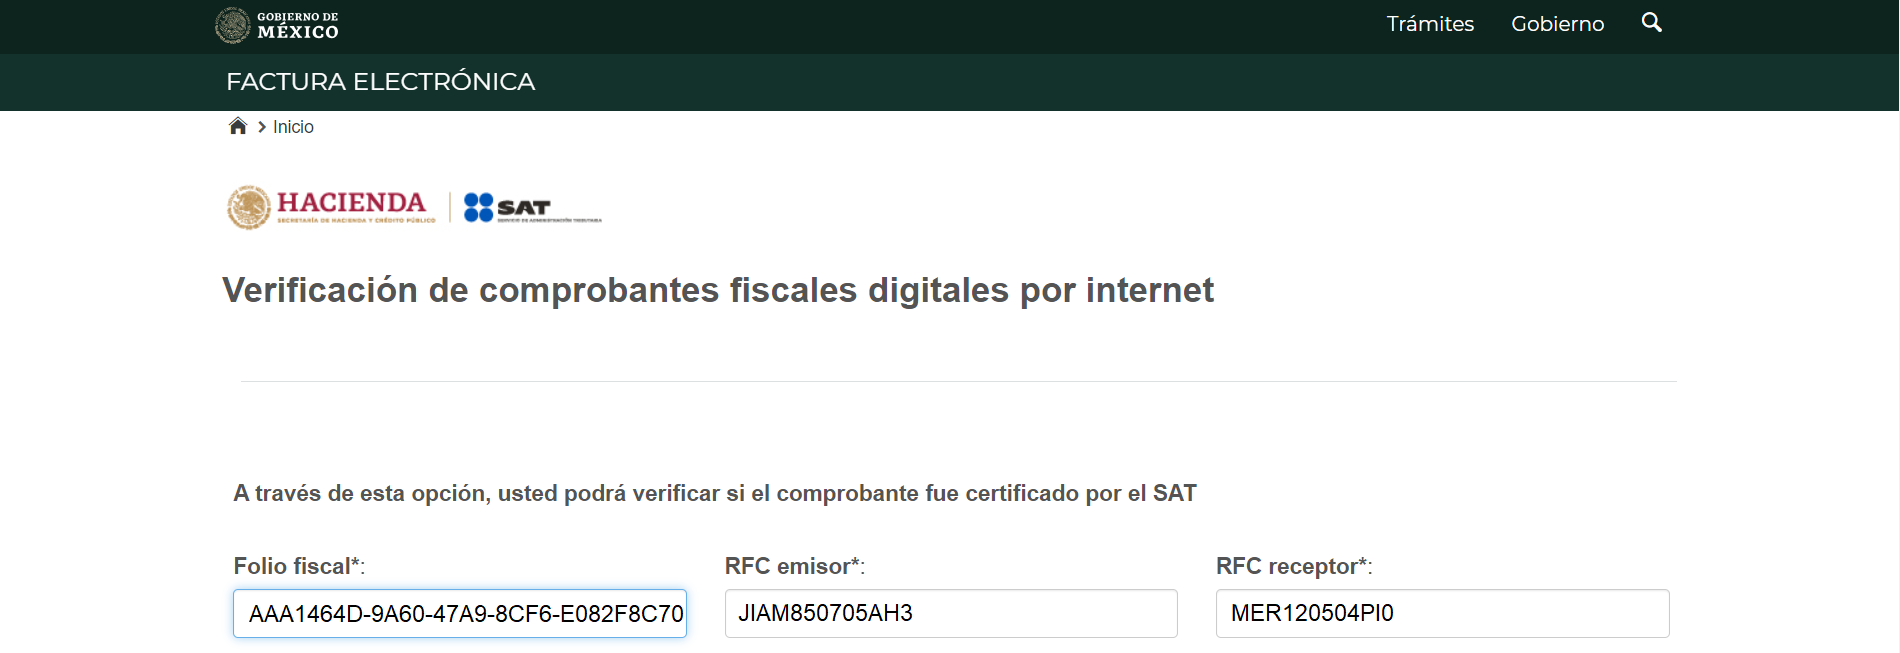 GOBIERNO DE
MÉXICO
Trámites
Gobierno
FACTURA ELECTRÓNICA
Inicio
HACIENDA
SECRETARÍA DE HACIENDA Y CRÉDITO PÚBLICO
SAT
SERVICIO DE ADMINISTRACIÓN TRIBUTARIA
Verificación de comprobantes fiscales digitales por internet
A través de esta opción, usted podrá verificar si el comprobante fue certificado por el SAT
Folio fiscal*:
RFC emisor*:
RFC receptor*:
AAA1464D-9A60-47A9-8CF6-E082F8C70
JIAM850705AH3
MER120504PI0